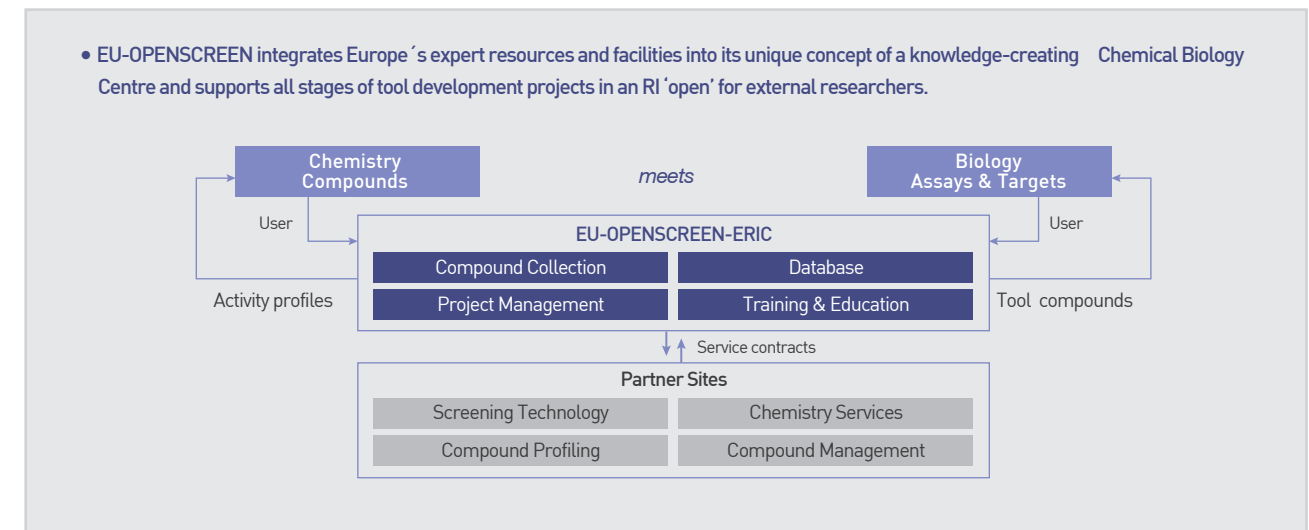 • EU-OPENSCREEN integrates Europe´s expert resources and facilities into its unique concept of a knowledge-creating Chemical Biology
Centre and supports all stages of tool development projects in an RI ‘open’ for external researchers.
Chemistry
Compounds
meets
Biology
Assays & Targets
User
User
EU-OPENSCREEN-ERIC
Compound Collection
Database
Project Management
Training & Education
Activity profiles
Tool compounds
Service contracts
Partner Sites
Screening Technology
Chemistry Services
Compound Profiling
Compound Management